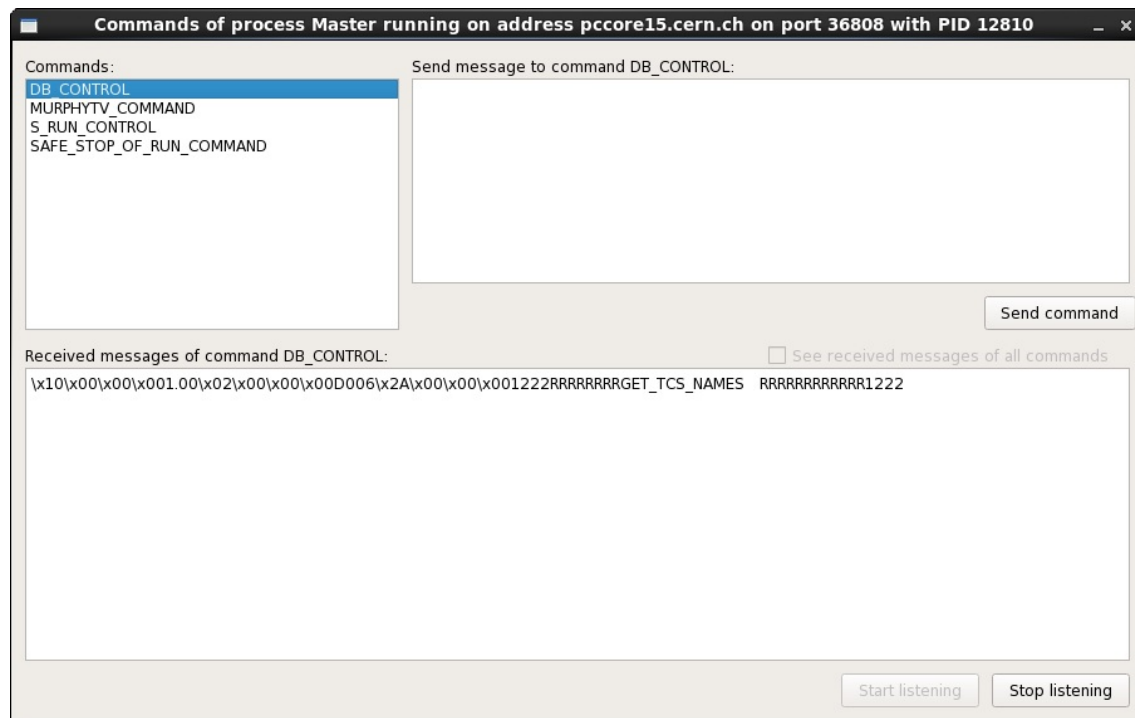 Commands of process Master running on address pccore15.cern.ch on port 36808 with PID 12810
Commands:
DB_CONTROL
MURPHYTV_COMMAND
S_RUN_CONTROL
SAFE_STOP_OF_RUN_COMMAND
Send message to command DB_CONTROL:
Send command
Received messages of command DB_CONTROL:
See received messages of all commands
\x10\x00\x00\x001.00\x02\x00\x00\x00D006\x2A\x00\x00\x001222RRRRRRRRGET_TCS_NAMES   RRRRRRRRRRRR1222
Start listening
Stop listening